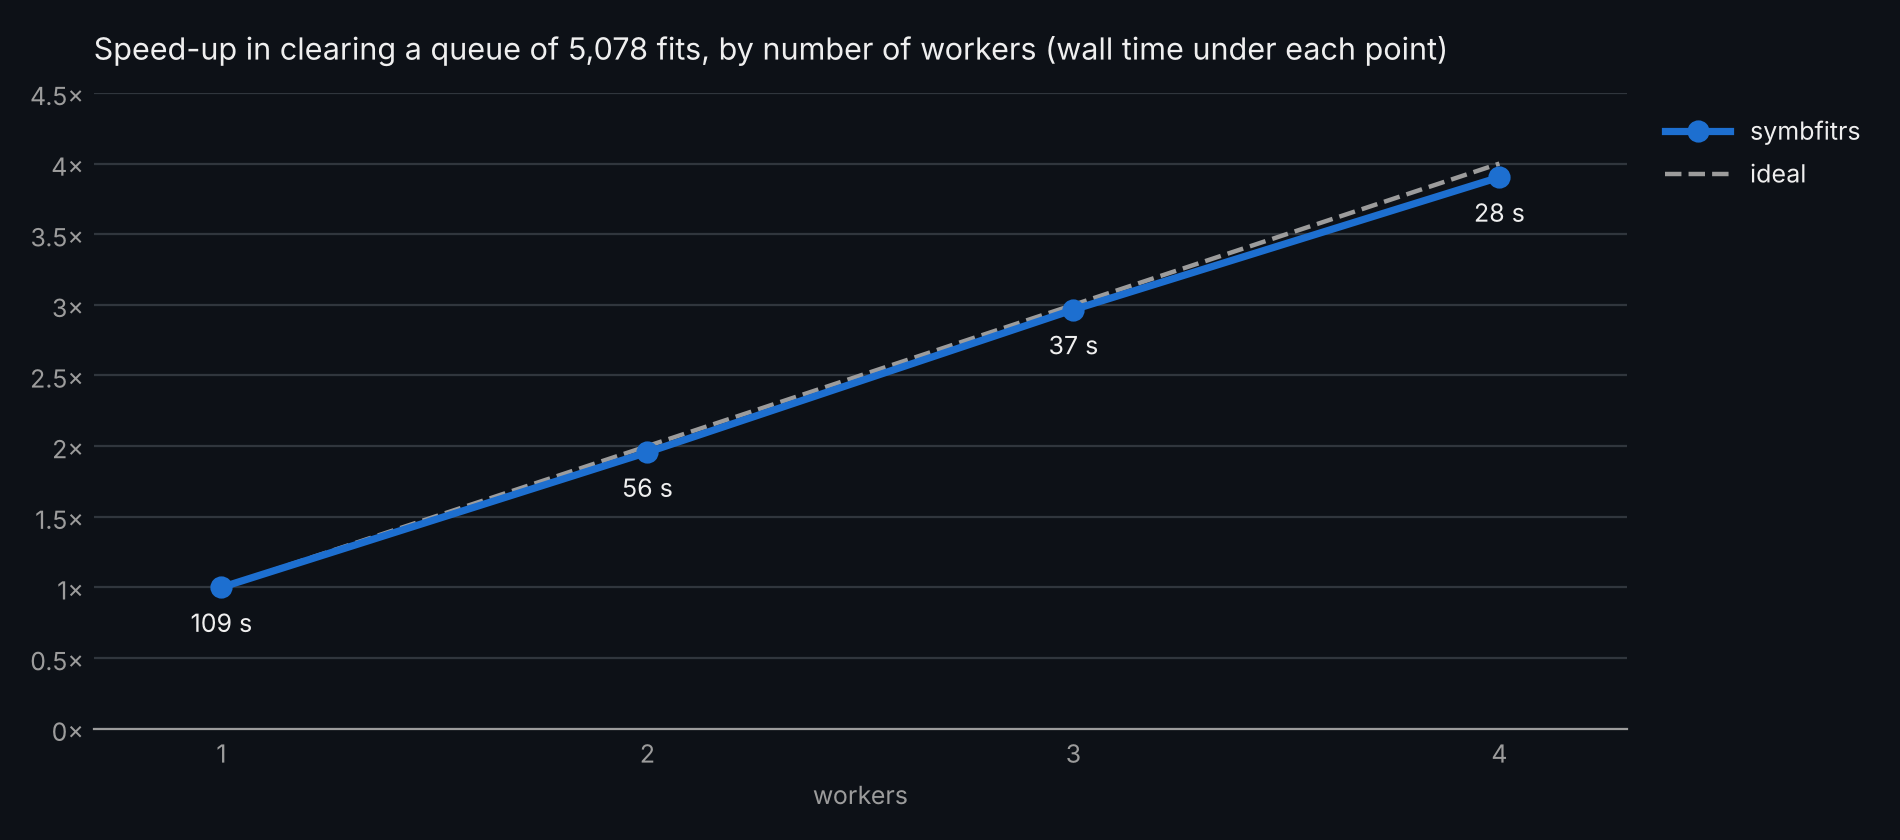 Speed-up in clearing a queue of 5,078 fits, by number of workers (wall time under each point)
4.5×
4×
3.5×
3×
2.5×
2×
1.5×
1×
0.5×
0×
109 s
56 s
37 s
28 s
1
2
3
4
workers
symbfitrs
ideal